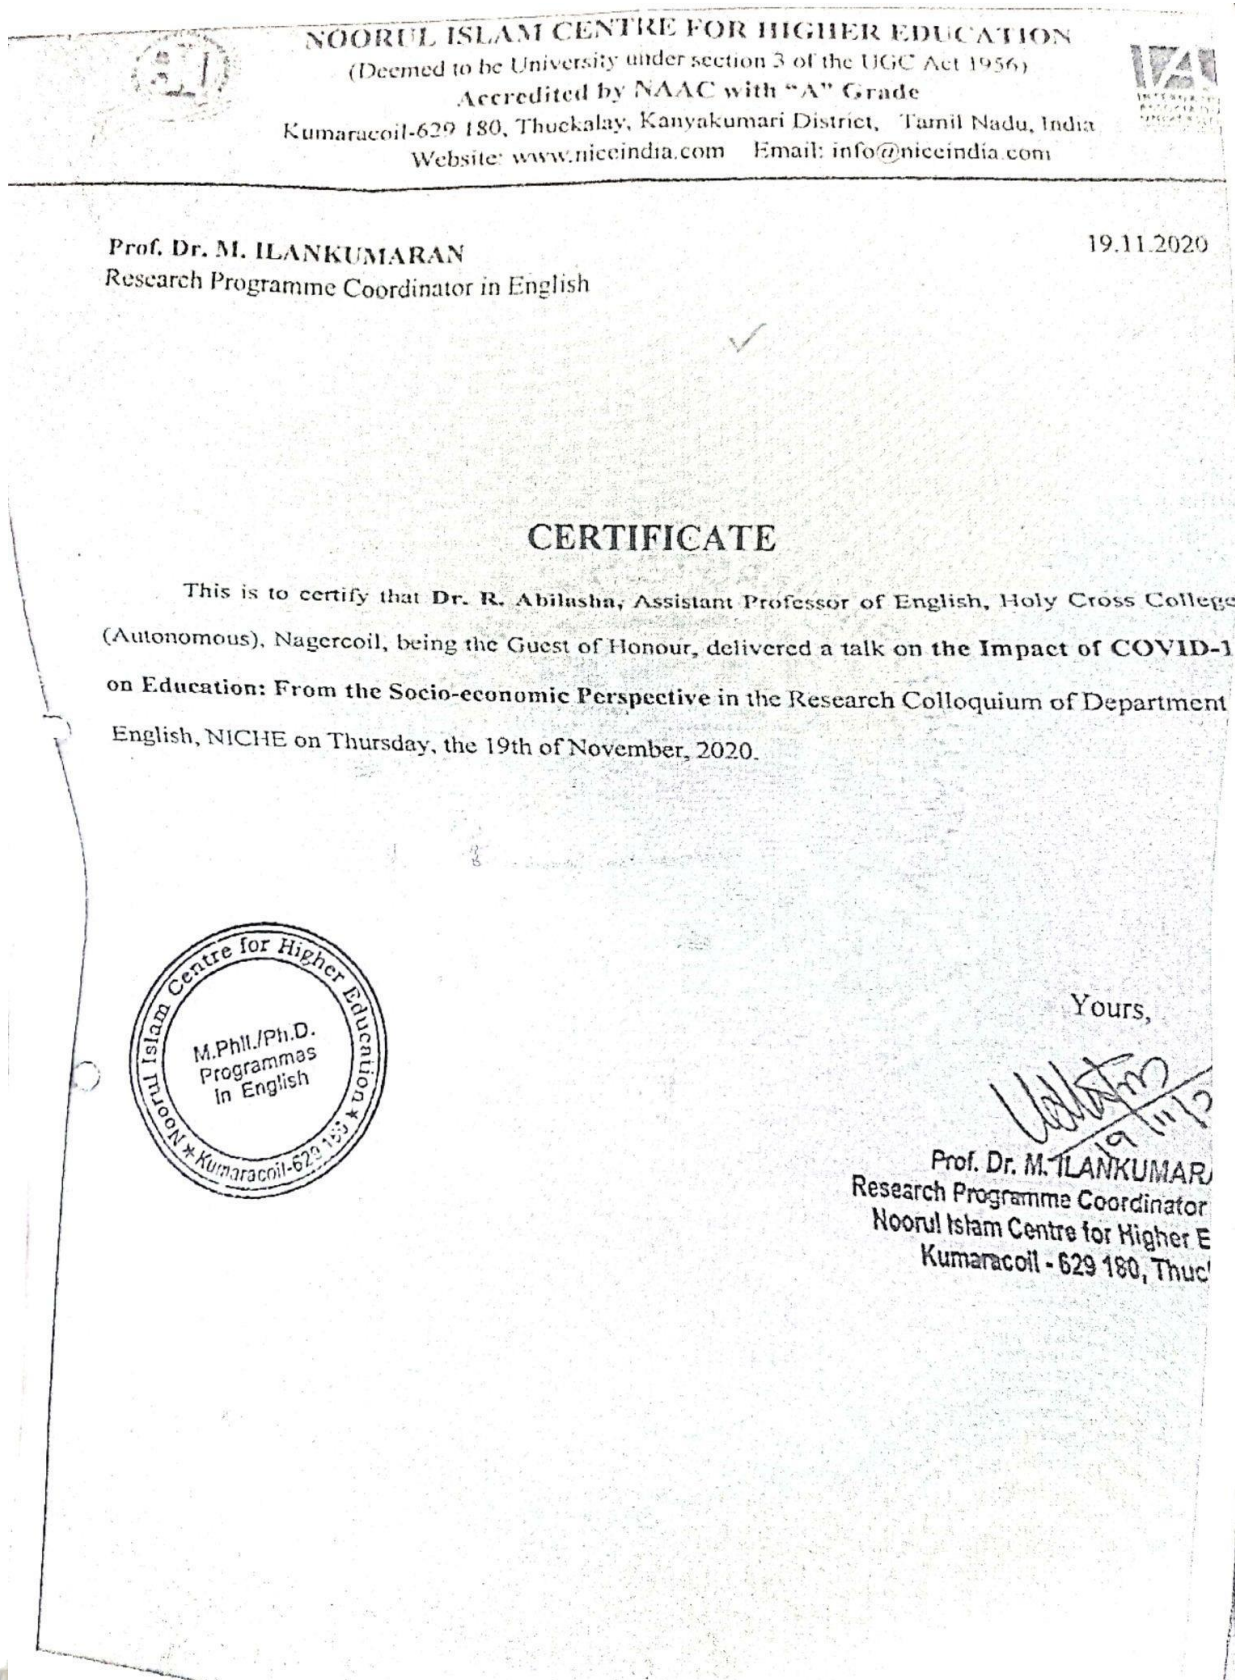 NOORUL ISLAM CENTRE FOR HIGHER EDUCATION
(Deemed to be University under section 3 of the UGC Act 1956)
Accredited by NAAC with “A” Grade
Kumaracoil-629 180, Thuckalay, Kanyakumari District, Tamil Nadu, India
Website: www.niceindia.com Email: info@niceindia.com
Prof. Dr. M. ILANKUMARAN
19.11.2020
Research Programme Coordinator in English
CERTIFICATE
This is to certify that Dr. R. Abilasha, Assistant Professor of English, Holy Cross College
(Autonomous), Nagercoil, being the Guest of Honour, delivered a talk on the Impact of COVID-1
on Education: From the Socio-economic Perspective in the Research Colloquium of Department
English, NICHE on Thursday, the 19th of November, 2020.
Noorul Islam Centre for Higher Education
M.Phil./Ph.D.
Programmes
in English
Kumaracoil-629 180
Yours,
19/11/2
Prof. Dr. M. ILANKUMARA
Research Programme Coordinator
Noorul Islam Centre for Higher E
Kumaracoil - 629 180, Thuc